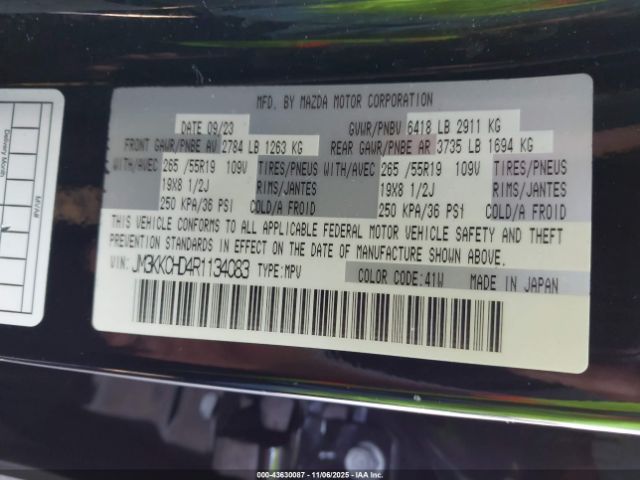 MFD. BY MAZDA MOTOR CORPORATION
DATE 09/23 GVWR/PNBV 6418 LB 2911 KG
FRONT GAWR/PNBE AV 2784 LB 1263 KG REAR GAWR/PNBE AR 3735 LB 1694 KG
WITH/AVEC 265 /55R19 109V TIRES/PNEUS WITH/AVEC 265 /55R19 109V TIRES/PNEUS
19X8 1/2J RIMS/JANTES 19X8 1/2J RIMS/JANTES
250 KPA/36 PSI COLD/A FROID 250 KPA/36 PSI COLD/A FROID
THIS VEHICLE CONFORMS TO ALL APPLICABLE FEDERAL MOTOR VEHICLE SAFETY AND THEFT
PREVENTION STANDARDS IN EFFECT ON THE DATE OF MANUFACTURE SHOWN ABOVE.
VIN: JM3KKCHD4R1134083 TYPE:MPV COLOR CODE:41W MADE IN JAPAN
Delivery Month
000-43630087 - 11/06/2025 - IAA